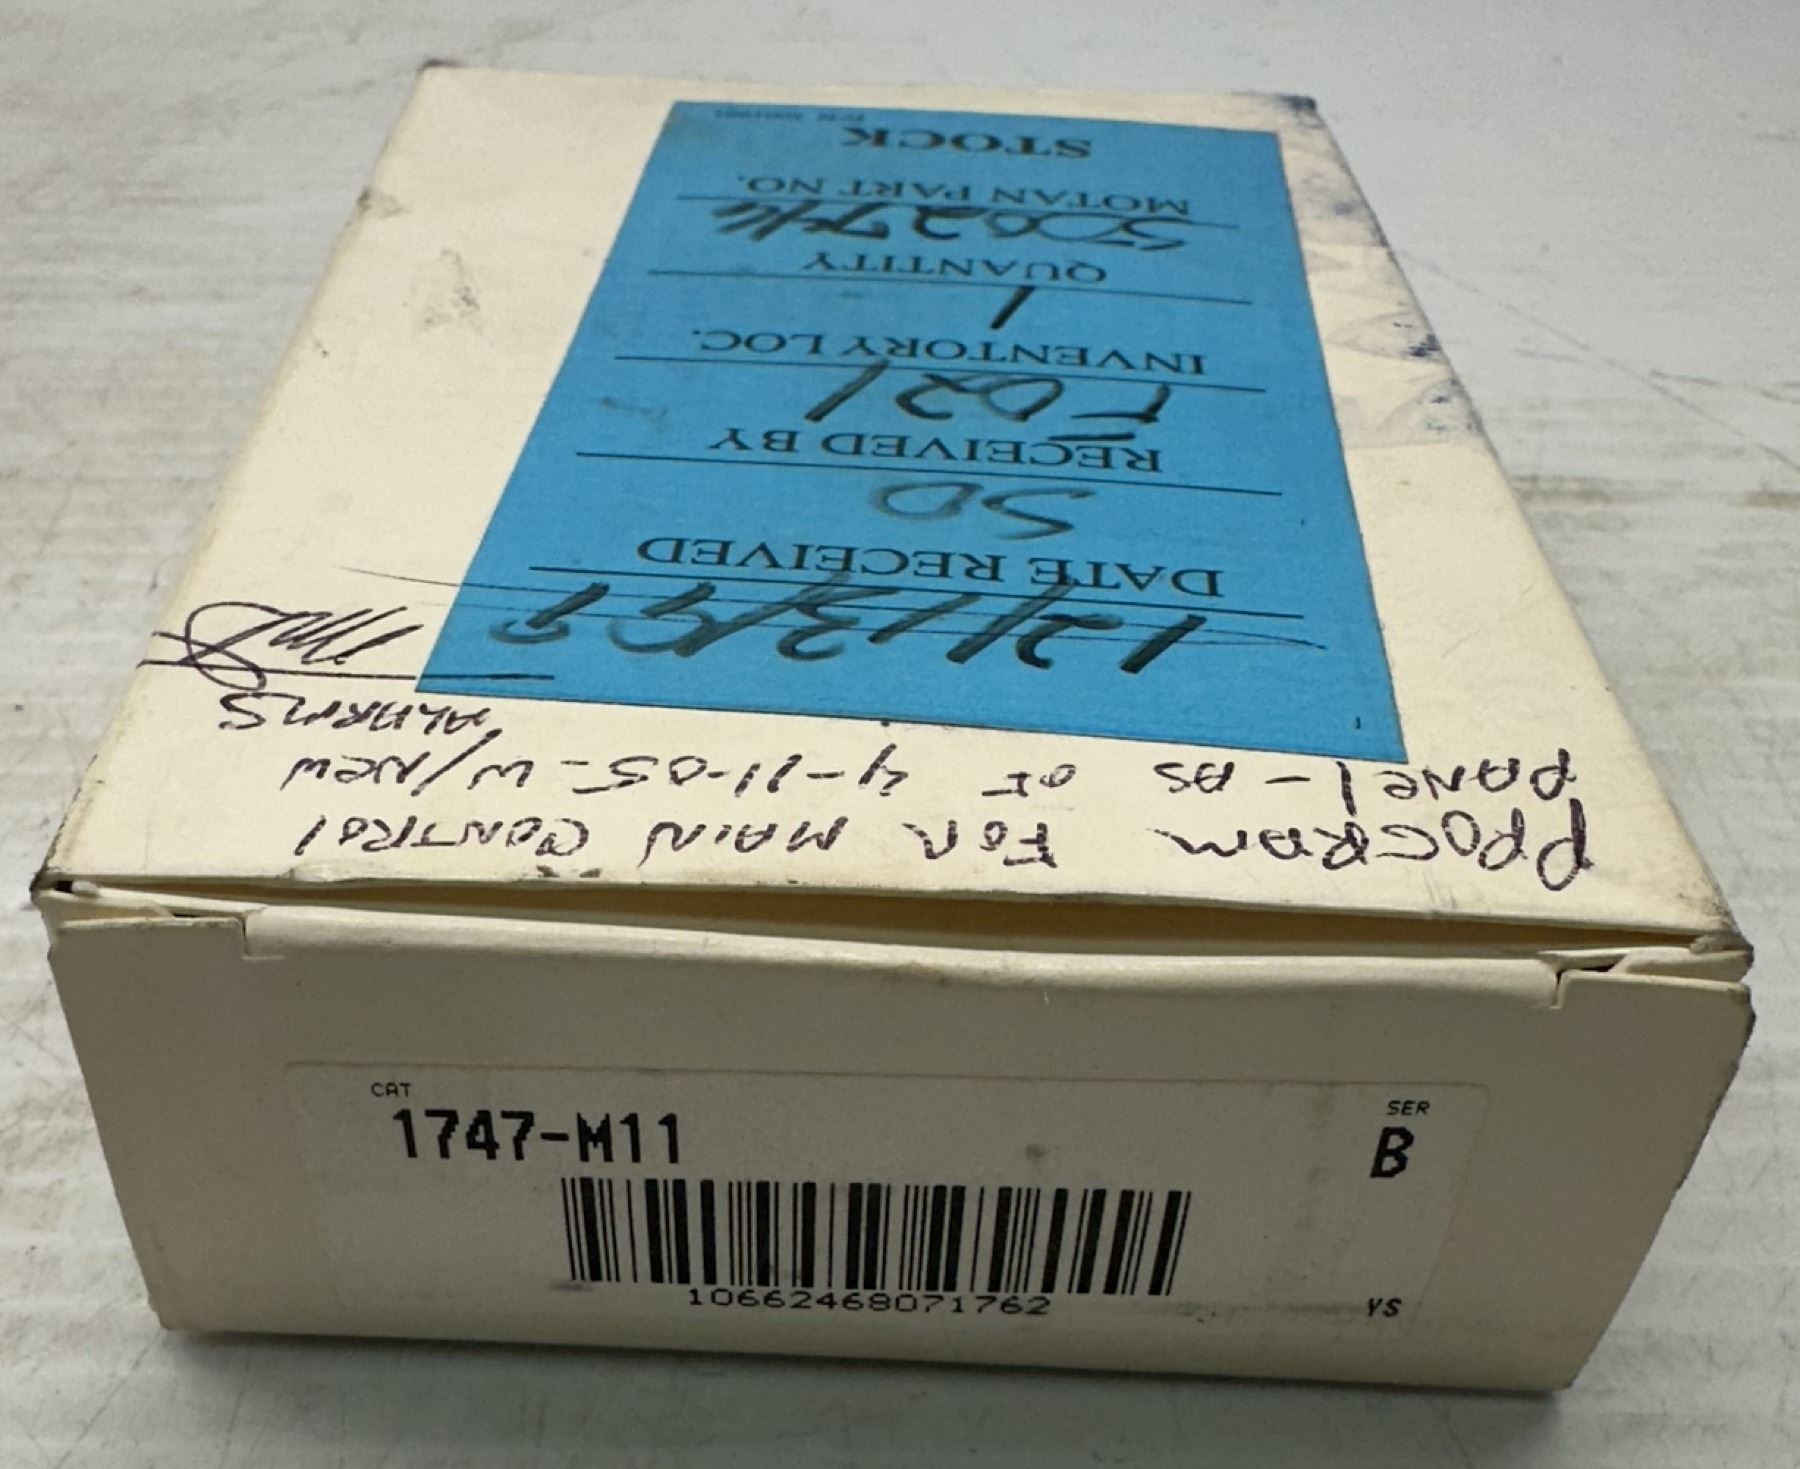 PROGRAM FOR MAIN CONTROl
PANEl - AS OF 4-11-05 - W/NEW
ALARMS
DATE RECEIVED
SD
RECEIVED BY
F021
INVENTORY LOC.
1
QUANTITY
MOTAN PART NO.
STOCK
CAT
1747-M11
SER
B
10662468071762
YS